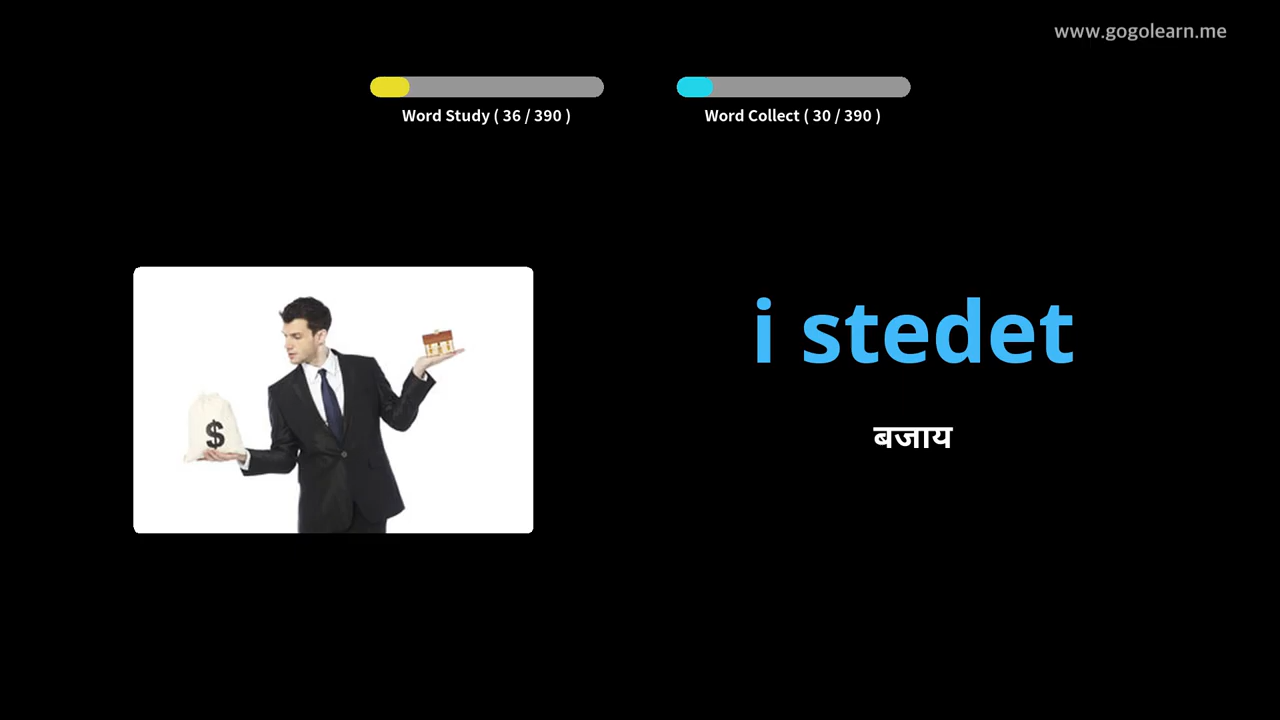 www.gogolearn.me
Word Study ( 36 / 390 )
Word Collect ( 30 / 390 )
i stedet
$
बजाय